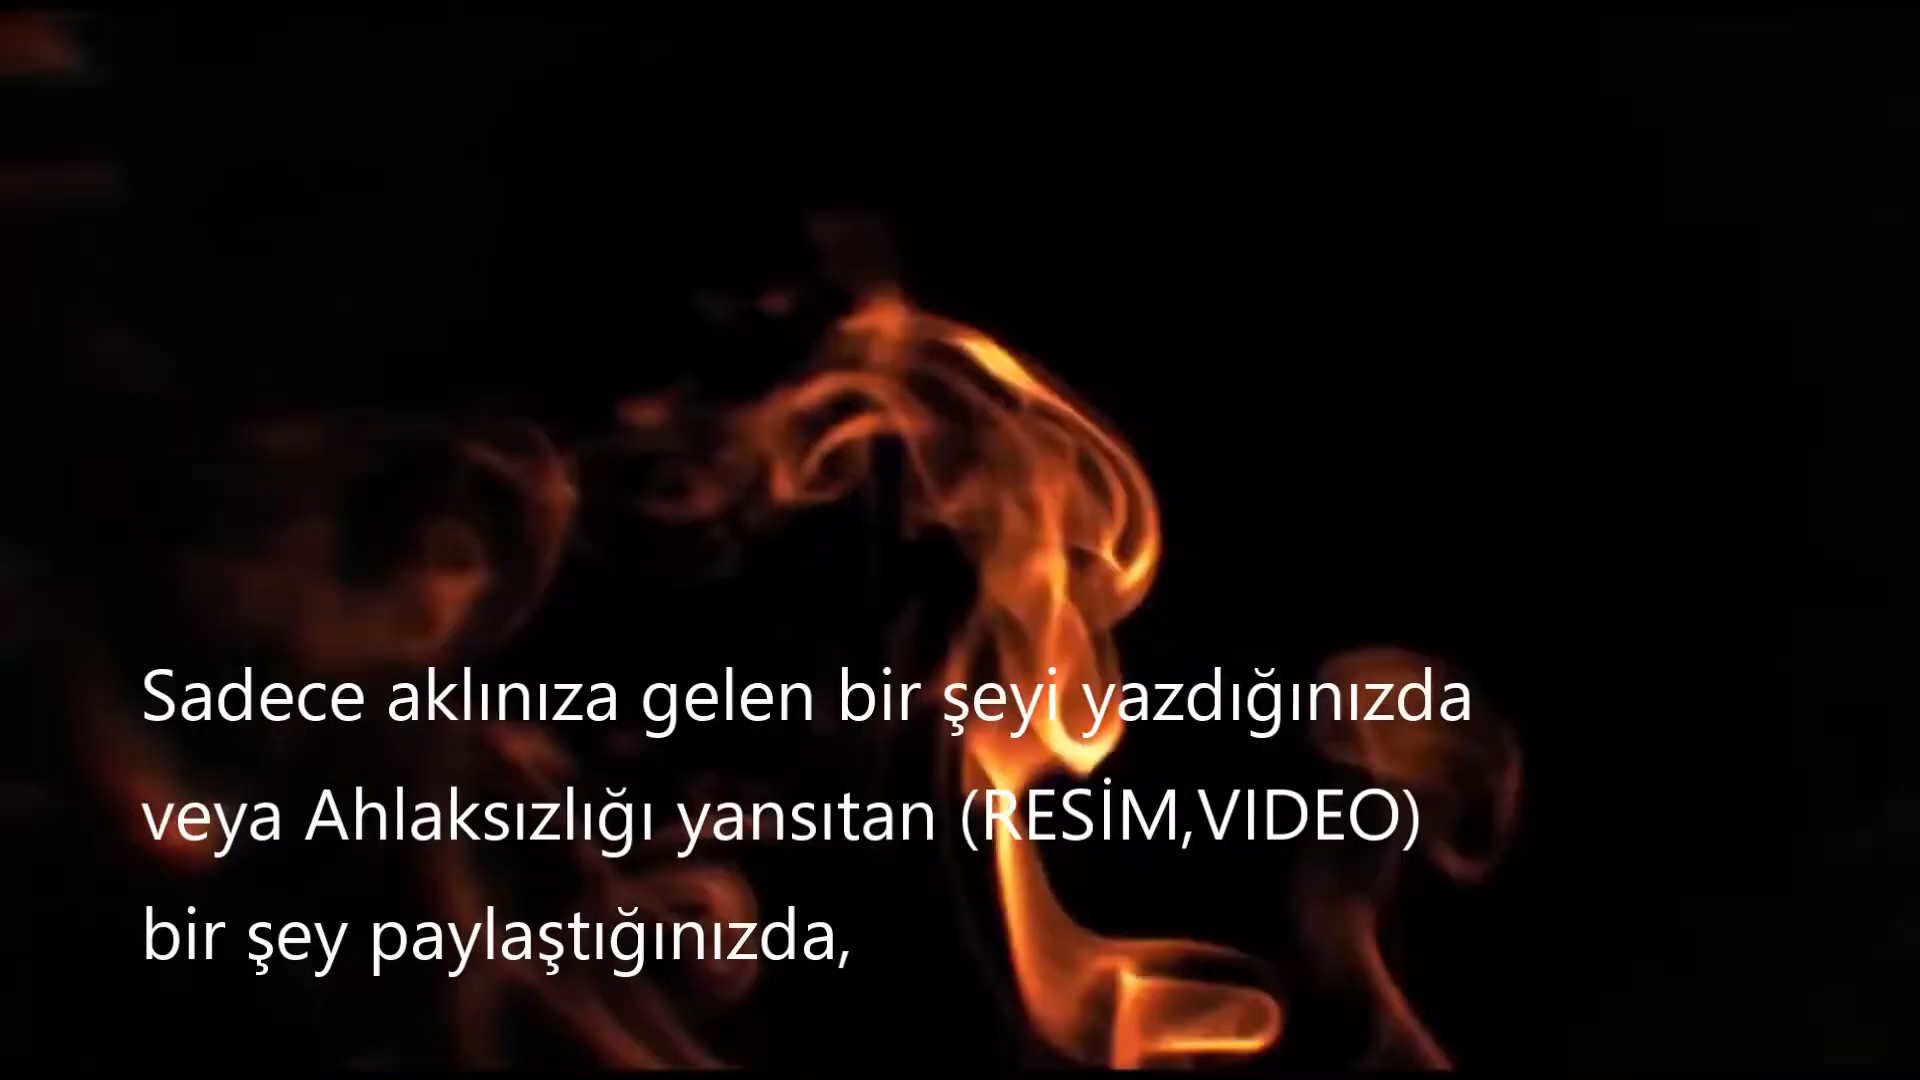 Sadece aklınıza gelen bir şeyi yazdığınızda
veya Ahlaksızlığı yansıtan (RESİM,VIDEO)
bir şey paylaştığınızda,